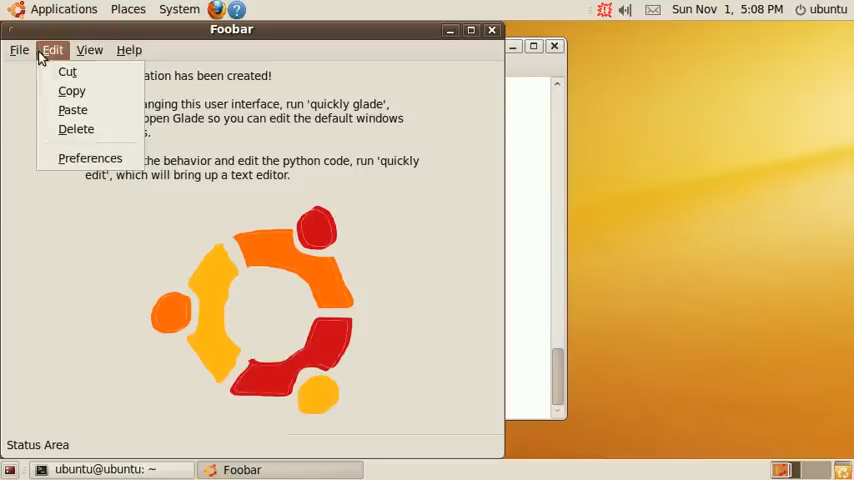 Applications Places System
Sun Nov 1, 5:08 PM ubuntu
Foobar
File Edit View Help
Cut
Copy
Paste
Delete
Preferences
ation has been created!
anging this user interface, run 'quickly glade',
open Glade so you can edit the default windows
s.
the behavior and edit the python code, run 'quickly
edit', which will bring up a text editor.
Status Area
ubuntu@ubuntu: ~
Foobar